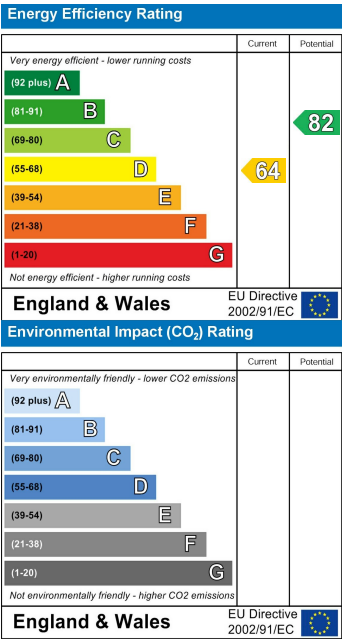 Energy Efficiency Rating
Current Potential
Very energy efficient - lower running costs
(92 plus) A
(81-91) B
82
(69-80) C
(55-68) D
64
(39-54) E
(21-38) F
(1-20) G
Not energy efficient - higher running costs
England & Wales
EU Directive
2002/91/EC
Environmental Impact (CO₂) Rating
Current Potential
Very environmentally friendly - lower CO2 emissions
(92 plus) A
(81-91) B
(69-80) C
(55-68) D
(39-54) E
(21-38) F
(1-20) G
Not environmentally friendly - higher CO2 emissions
England & Wales
EU Directive
2002/91/EC